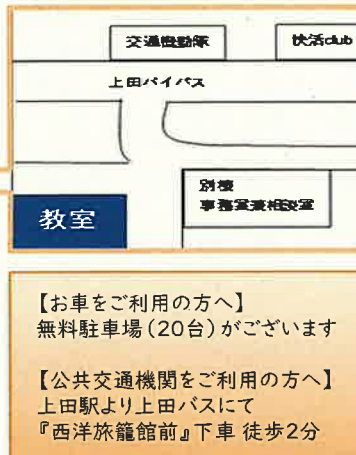 交通機動隊
快活club
上田バイパス
別棟
事務室兼相談室
教室
【お車をご利用の方へ】
無料駐車場(20台)がございます
【公共交通機関をご利用の方へ】
上田駅より上田バスにて
『西洋旅籠館前』下車 徒歩2分